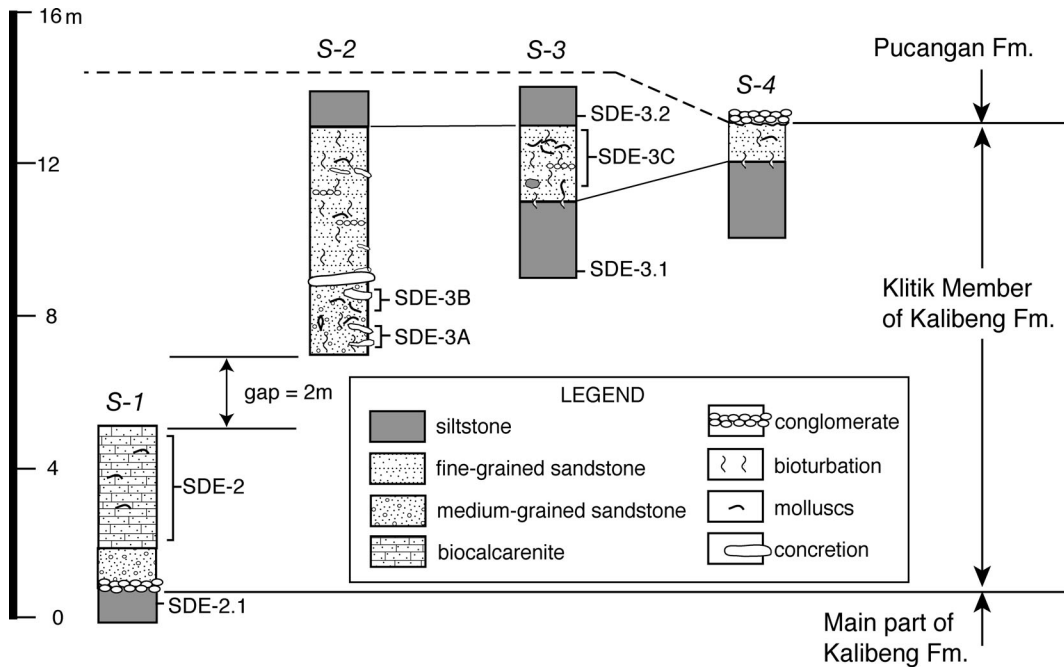 16 m
12
8
4
0
S-1
S-2
S-3
S-4
SDE-3.2
SDE-3C
SDE-3.1
SDE-3B
SDE-3A
gap = 2m
SDE-2
SDE-2.1
Pucangan Fm.
Klitik Member
of Kalibeng Fm.
Main part of
Kalibeng Fm.
LEGEND
siltstone
fine-grained sandstone
medium-grained sandstone
biocalcarenite
conglomerate
bioturbation
molluscs
concretion